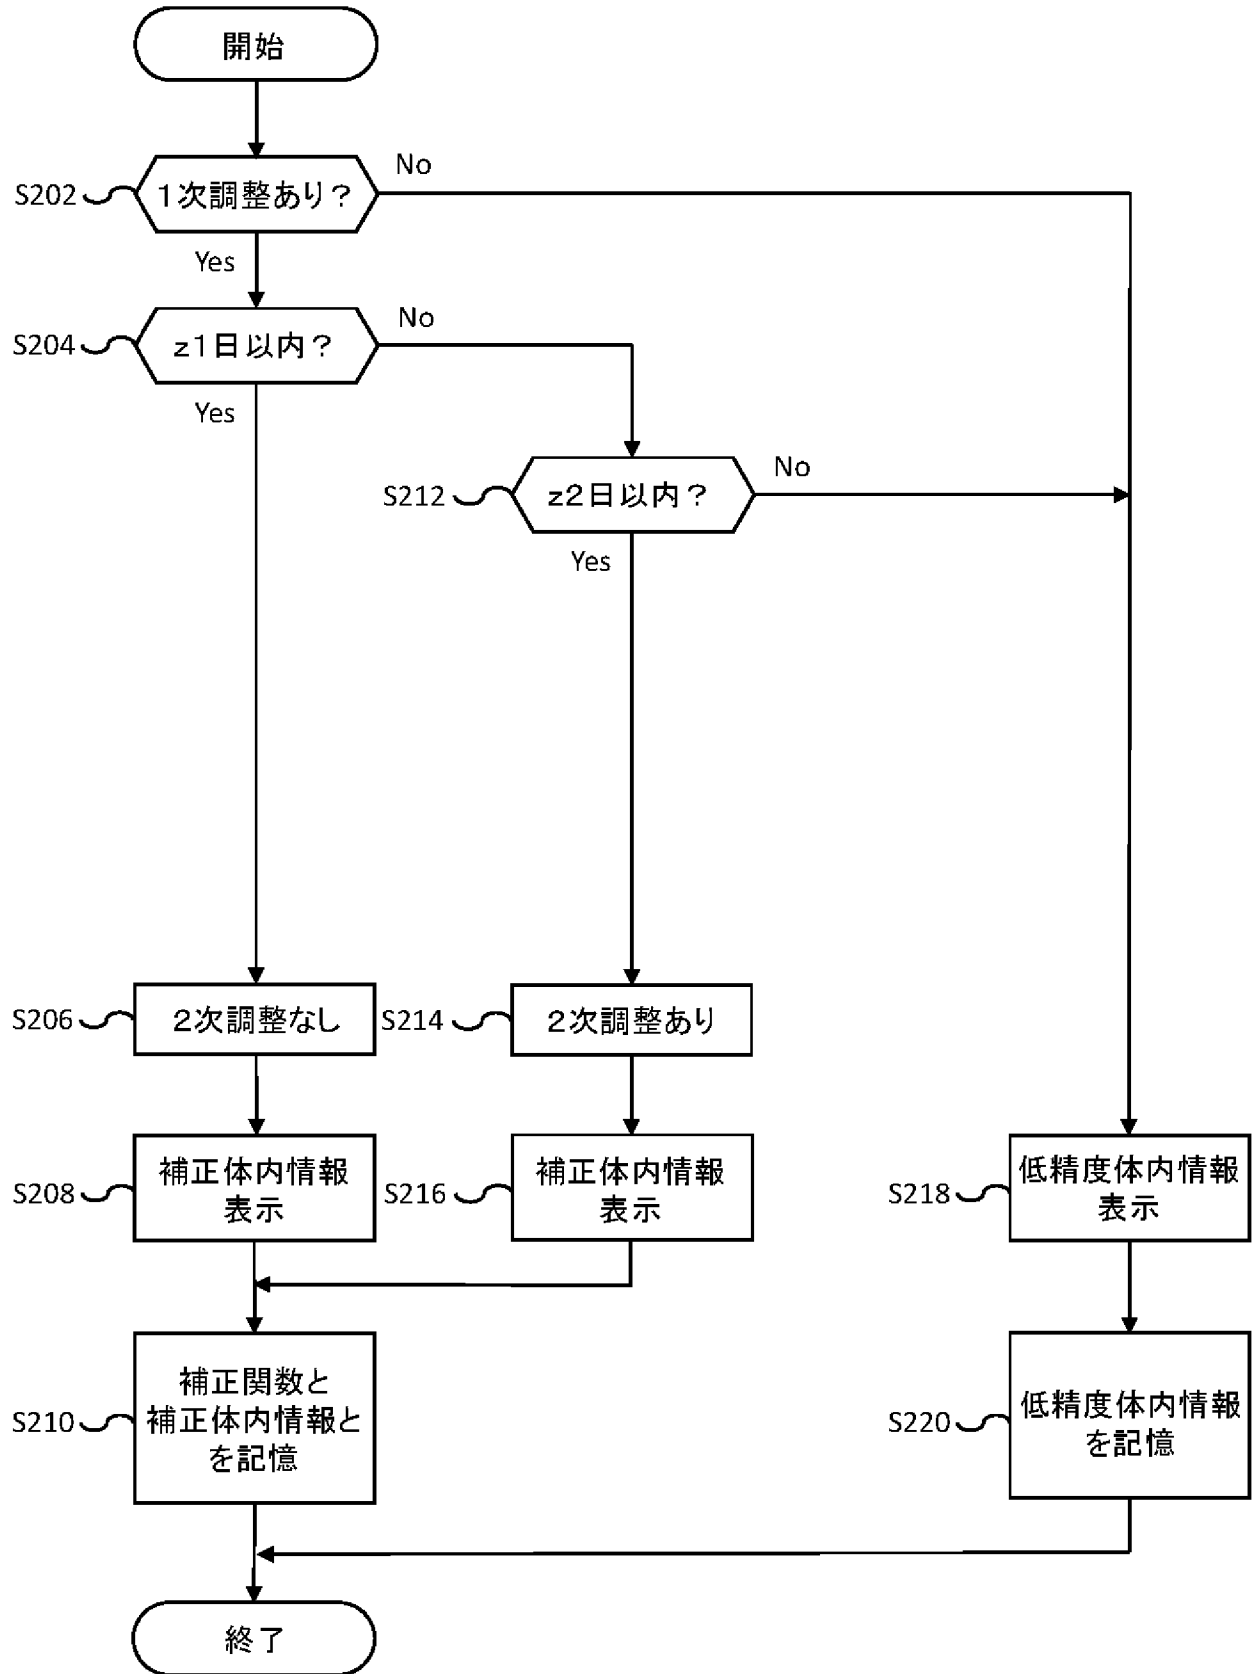 開始
No
S202
1次調整あり？
Yes
No
S204
z1日以内？
Yes
No
S212
z2日以内？
Yes
S206
2次調整なし
S214
2次調整あり
S208
補正体内情報
表示
S216
補正体内情報
表示
S218
低精度体内情報
表示
S210
補正関数と
補正体内情報と
を記憶
S220
低精度体内情報
を記憶
終了